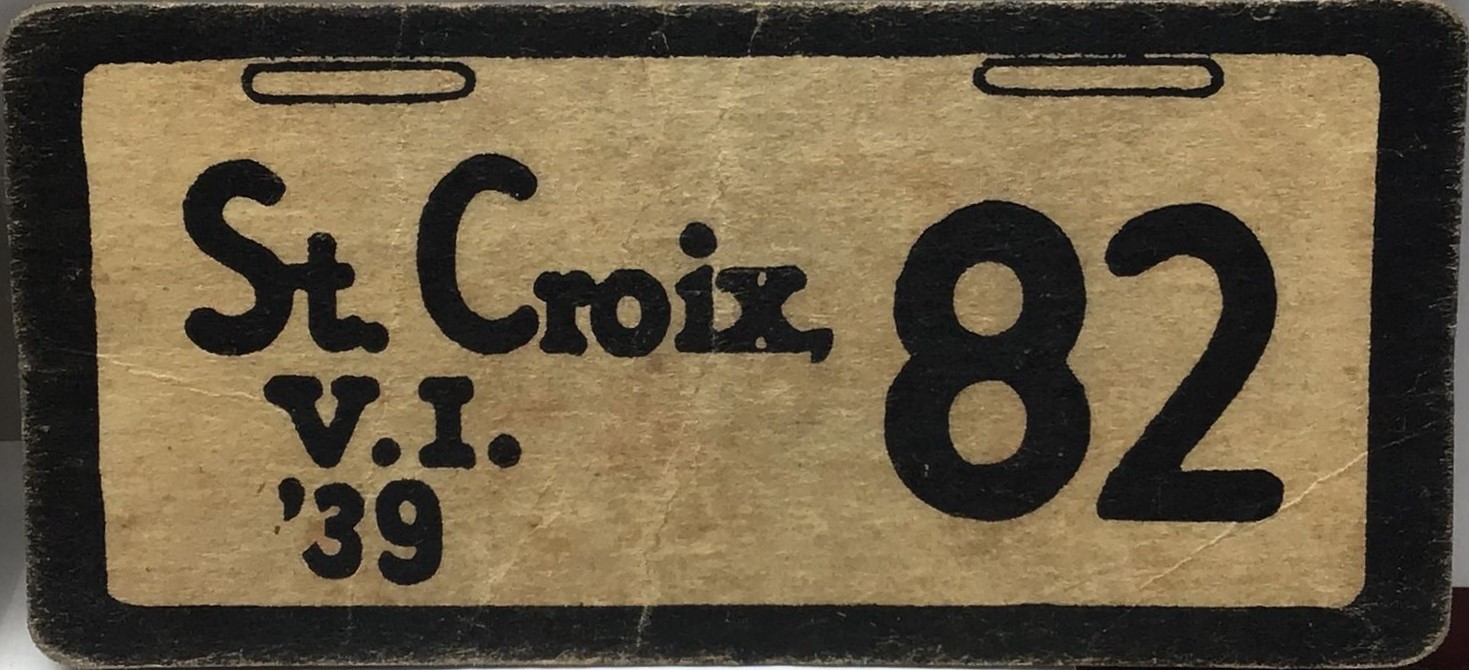 St Croix, 82
V.I.
'39